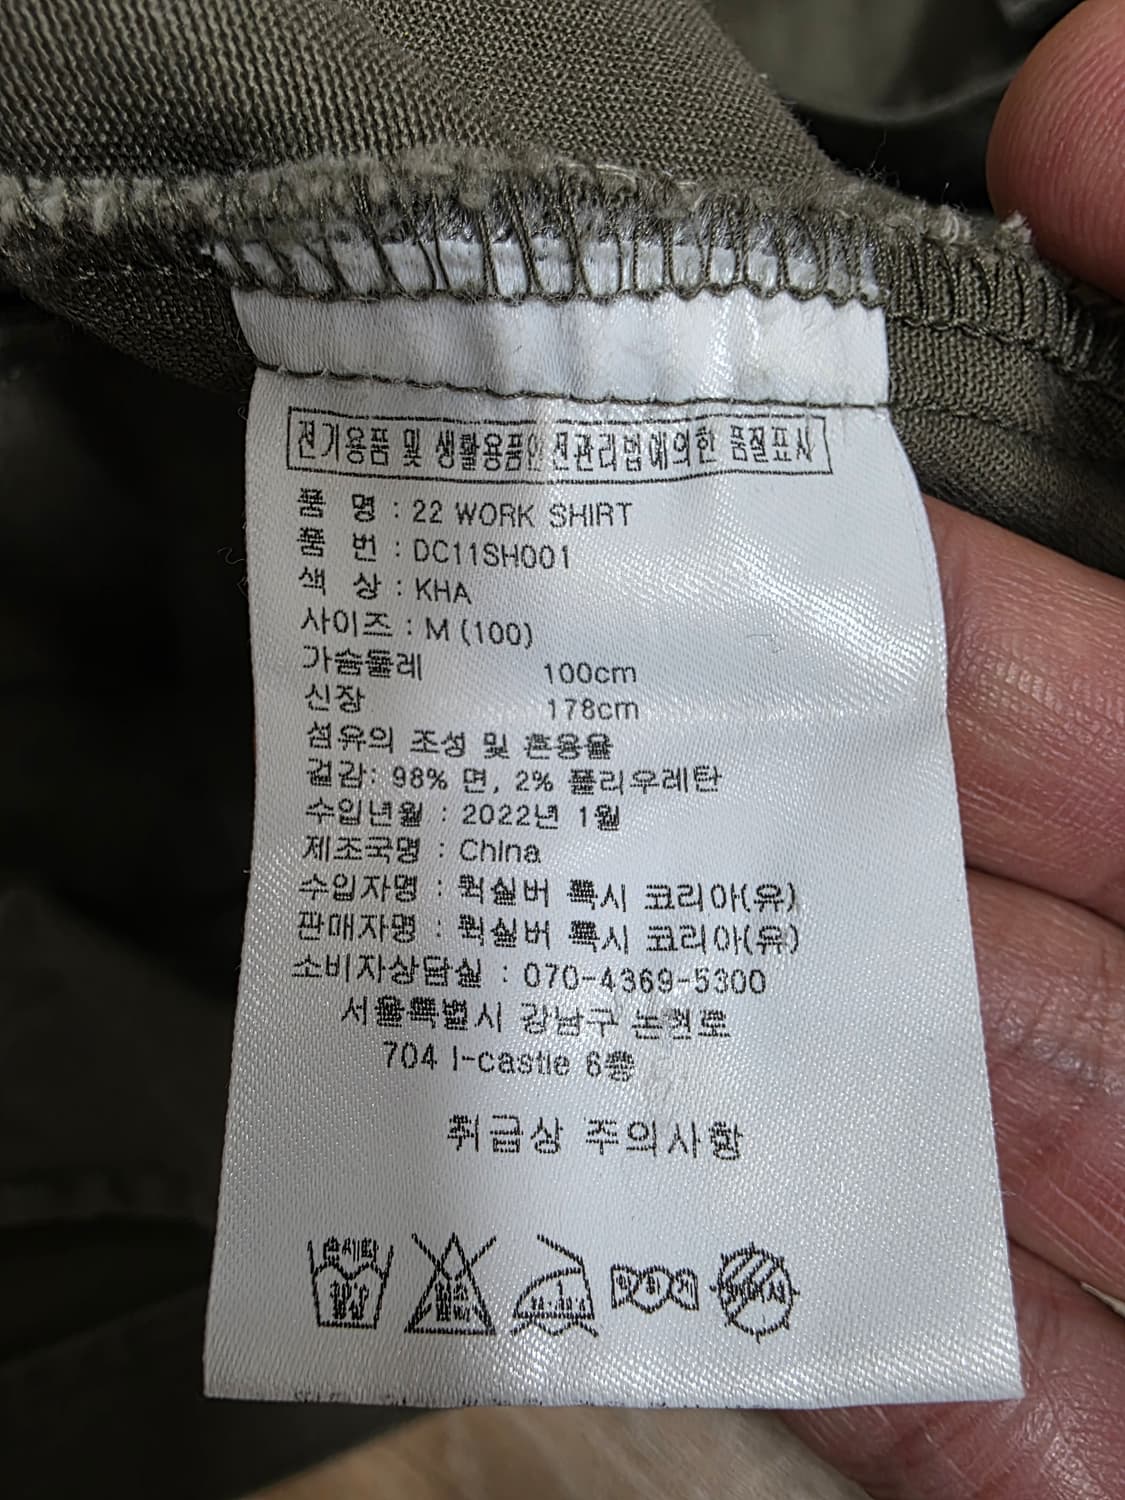 전기용품 및 생활용품안전관리법에의한 품질표시
품 명 : 22 WORK SHIRT
품 번 : DC11SH001
색 상 : KHA
사이즈 : M (100)
가슴둘레 100cm
신장 178cm
섬유의 조성 및 혼용율
겉감: 98% 면, 2% 폴리우레탄
수입년월 : 2022년 1월
제조국명 : China
수입자명 : 퀵실버 록시 코리아(유)
판매자명 : 퀵실버 록시 코리아(유)
소비자상담실 : 070-4369-5300
서울특별시 강남구 논현로
704 I-castle 6층
취급상 주의사항
손세탁